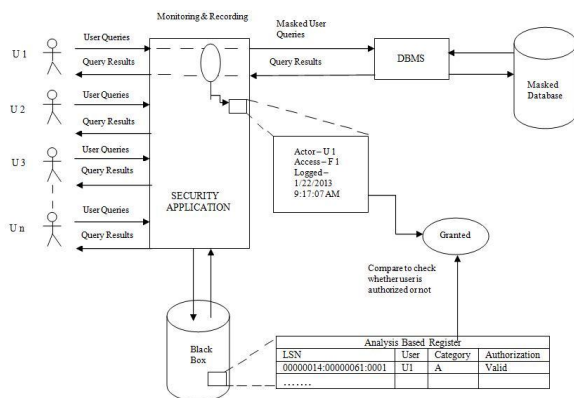 Monitoring & Recording
U 1
User Queries
Query Results
Masked User
Queries
Query Results
DBMS
Masked
Database
U 2
User Queries
Query Results
U 3
User Queries
Query Results
U n
User Queries
Query Results
SECURITY
APPLICATION
Actor – U 1
Access – F 1
Logged –
1/22/2013
9:17:07 AM
Granted
Compare to check
whether user is
authorized or not
Black
Box
Analysis Based Register
LSN User Category Authorization
00000014:00000061:0001 U1 A Valid
.......